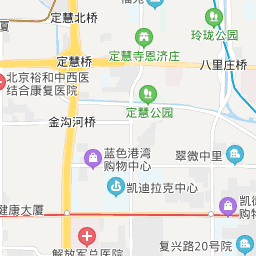 定慧北桥
玲珑公园
定慧桥
定慧寺恩济庄
八里庄桥
北京裕和中西医
结合康复医院
定慧公园
金沟河桥
蓝色港湾
购物中心
翠微中里
凯迪拉克中心
凯德
购物
健康大厦
解放军总医院
复兴路20号院